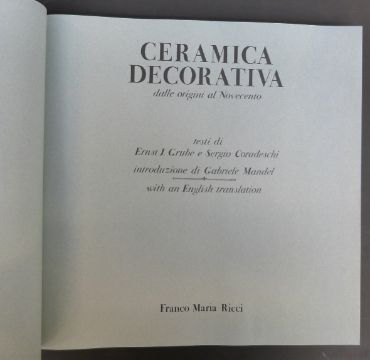 CERAMICA
DECORATIVA
dalle origini al Novecento
testi di
Ernst J. Grube e Sergio Coradeschi
introduzione di Gabriele Mandel
with an English translation
Franco Maria Ricci